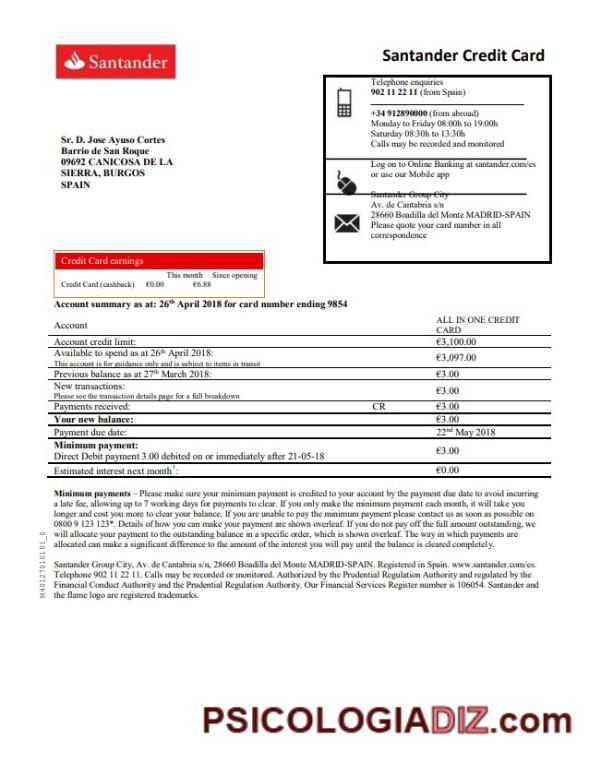 Santander
Santander Credit Card
Telephone enquiries
902 11 22 11 (from Spain)
+34 912890000 (from abroad)
Monday to Friday 08:00h to 19:00h
Saturday 08:30h to 13:30h
Calls may be recorded and monitored
Log on to Online Banking at santander.com/es
or use our Mobile app
Santander Group City
Av. de Cantabria s/n
28660 Boadilla del Monte MADRID-SPAIN
Please quote your card number in all
correspondence
Sr. D. Jose Ayuso Cortes
Barrio de San Roque
09692 CANICOSA DE LA
SIERRA, BURGOS
SPAIN
Credit Card earnings
This month Since opening
Credit Card (cashback) €0.00 €6.88
Account summary as at: 26th April 2018 for card number ending 9854
Account ALL IN ONE CREDIT
CARD
Account credit limit: €3,100.00
Available to spend as at 26th April 2018: €3,097.00
This account is for guidance only and is subject to items in transit
Previous balance as at 27th March 2018: €3.00
New transactions: €3.00
Please see the transaction details page for a full breakdown
Payments received: CR €3.00
Your new balance: €3.00
Payment due date: 22nd May 2018
Minimum payment: €3.00
Direct Debit payment 3.00 debited on or immediately after 21-05-18
Estimated interest next month†: €0.00
Minimum payments – Please make sure your minimum payment is credited to your account by the payment due date to avoid incurring
a late fee, allowing up to 7 working days for payments to clear. If you only make the minimum payment each month, it will take you
longer and cost you more to clear your balance. If you are unable to pay the minimum payment please contact us as soon as possible on
0800 9 123 123*. Details of how you can make your payment are shown overleaf. If you do not pay off the full amount outstanding, we
will allocate your payment to the outstanding balance in a specific order, which is shown overleaf. The way in which payments are
allocated can make a significant difference to the amount of the interest you will pay until the balance is cleared completely.
Santander Group City, Av. de Cantabria s/n, 28660 Boadilla del Monte MADRID-SPAIN. Registered in Spain. www.santander.com/es.
Telephone 902 11 22 11. Calls may be recorded or monitored. Authorized by the Prudential Regulation Authority and regulated by the
Financial Conduct Authority and the Prudential Regulation Authority. Our Financial Services Register number is 106054. Santander and
the flame logo are registered trademarks.
M40127010101_0
PSICOLOGIADIZ.com